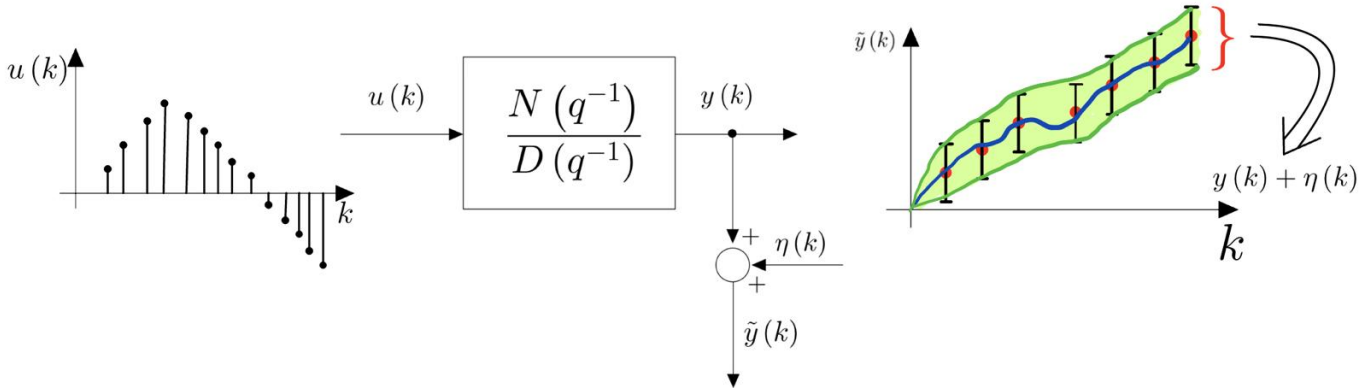 u (k)
k
u (k)
N (q⁻¹)
D (q⁻¹)
y (k)
+
η (k)
+
ỹ (k)
ỹ (k)
}
y (k) + η (k)
k